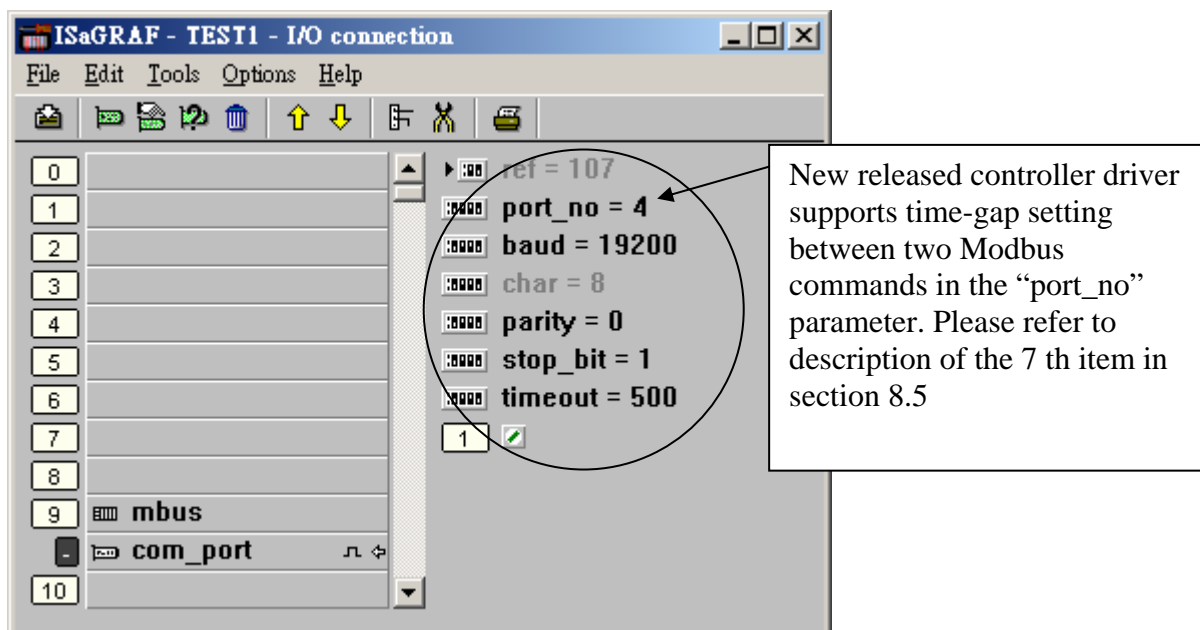 ISaGRAF - TEST1 - I/O connection
File Edit Tools Options Help
0
1
2
3
4
5
6
7
8
9 mbus
- com_port
10
ref = 107
port_no = 4
baud = 19200
char = 8
parity = 0
stop_bit = 1
timeout = 500
1
New released controller driver
supports time-gap setting
between two Modbus
commands in the “port_no”
parameter. Please refer to
description of the 7 th item in
section 8.5